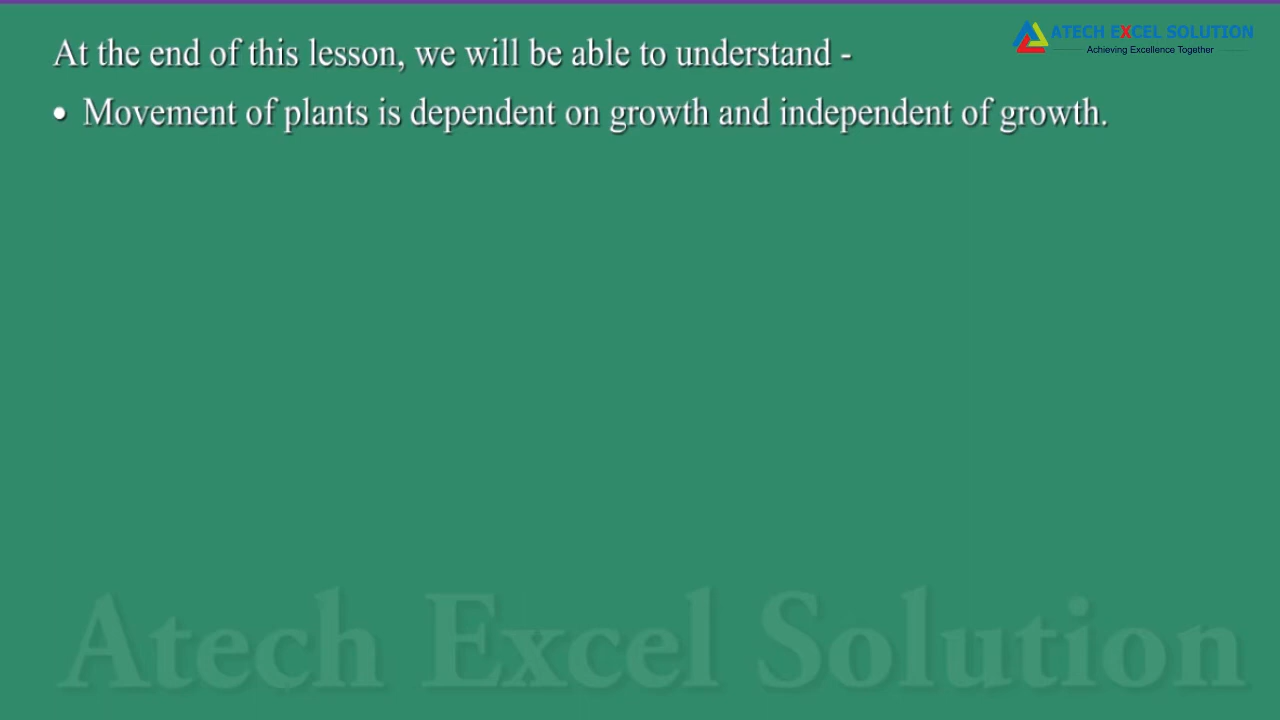 ATECH EXCEL SOLUTION
Achieving Excellence Together
At the end of this lesson, we will be able to understand -
• Movement of plants is dependent on growth and independent of growth.
Atech Excel Solution